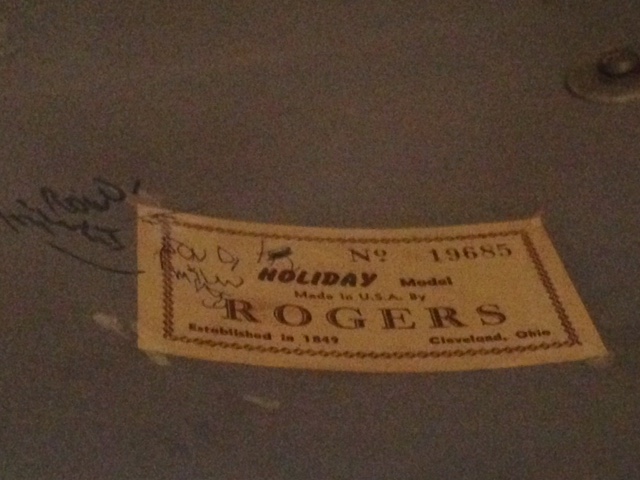 Nº 19685
HOLIDAY Model
Made in U.S.A. By
ROGERS
Established in 1849 Cleveland, Ohio